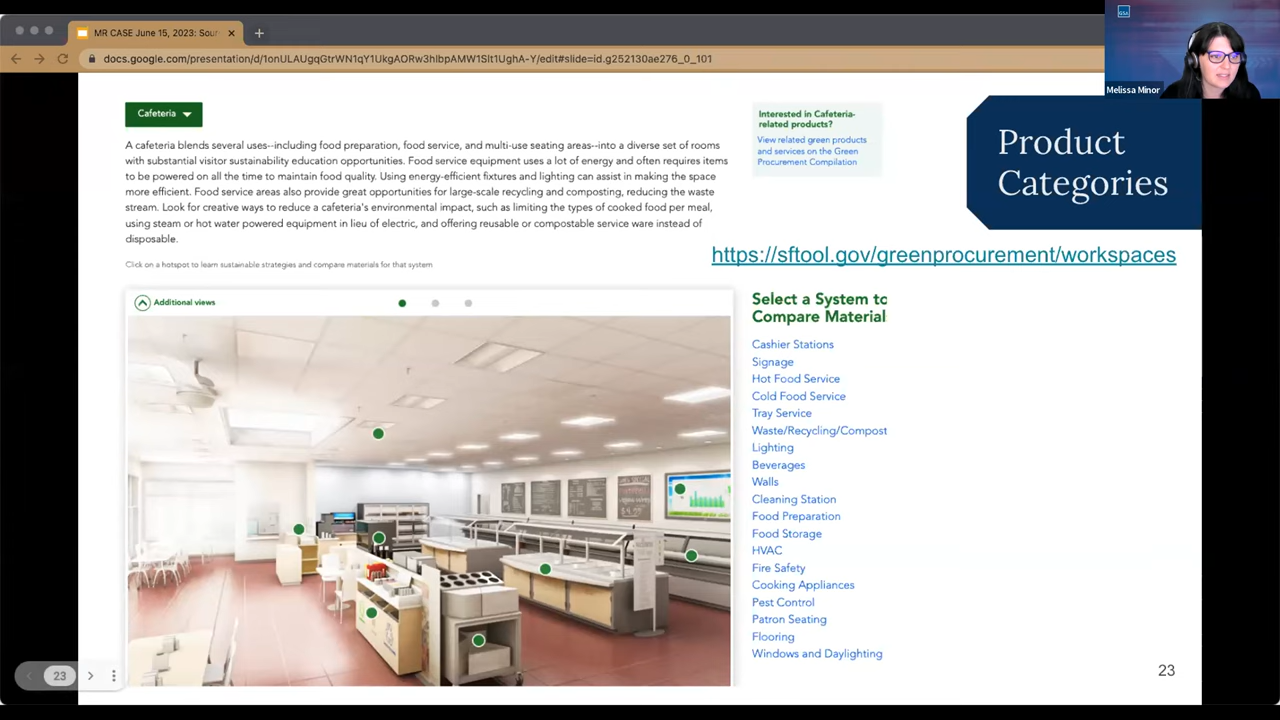 MR CASE June 15, 2023: Sour
docs.google.com/presentation/d/1onULAUgqGtrWN1qY1UkgAORw3hIbpAMW1SIt1UghA-Y/edit#slide=id.g252130ae276_0_101
GSA
Melissa Minor
Cafeteria
A cafeteria blends several uses--including food preparation, food service, and multi-use seating areas--into a diverse set of rooms
with substantial visitor sustainability education opportunities. Food service equipment uses a lot of energy and often requires items
to be powered on all the time to maintain food quality. Using energy-efficient fixtures and lighting can assist in making the space
more efficient. Food service areas also provide great opportunities for large-scale recycling and composting, reducing the waste
stream. Look for creative ways to reduce a cafeteria's environmental impact, such as limiting the types of cooked food per meal,
using steam or hot water powered equipment in lieu of electric, and offering reusable or compostable service ware instead of
disposable.
Click on a hotspot to learn sustainable strategies and compare materials for that system
Interested in Cafeteria-
related products?
View related green products
and services on the Green
Procurement Compilation
Product
Categories
https://sftool.gov/greenprocurement/workspaces
Additional views
Select a System to
Compare Material
Cashier Stations
Signage
Hot Food Service
Cold Food Service
Tray Service
Waste/Recycling/Compost
Lighting
Beverages
Walls
Cleaning Station
Food Preparation
Food Storage
HVAC
Fire Safety
Cooking Appliances
Pest Control
Patron Seating
Flooring
Windows and Daylighting
23
23